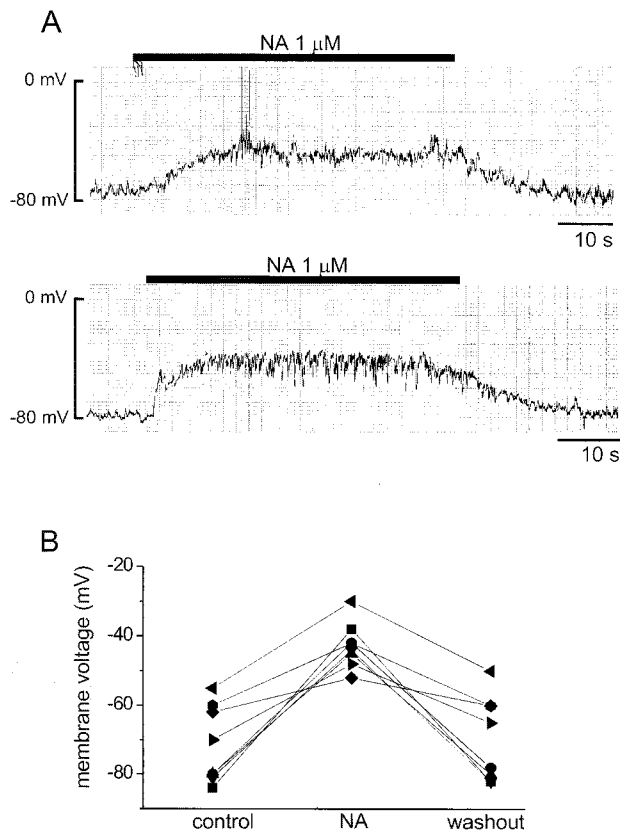 A
NA 1 µM
0 mV
-80 mV
10 s
NA 1 µM
0 mV
-80 mV
10 s
B
membrane voltage (mV)
-20
-40
-60
-80
control NA washout